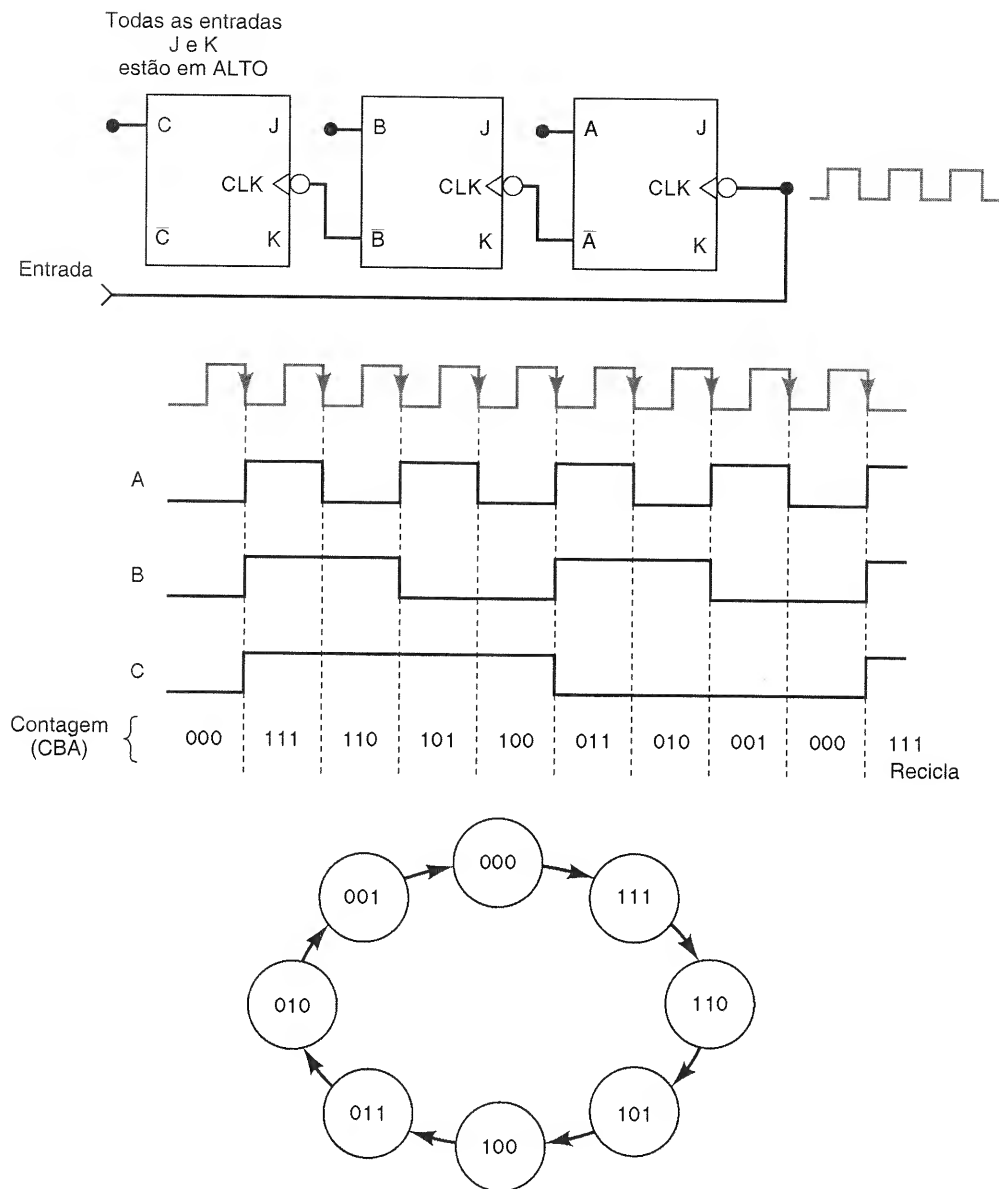 Todas as entradas
J e K
estão em ALTO
C J
CLK
C̅ K
B J
CLK
B̅ K
A J
CLK
A̅ K
Entrada
A
B
C
Contagem
(CBA)
000 111 110 101 100 011 010 001 000 111
Recicla
000
111
110
101
100
011
010
001